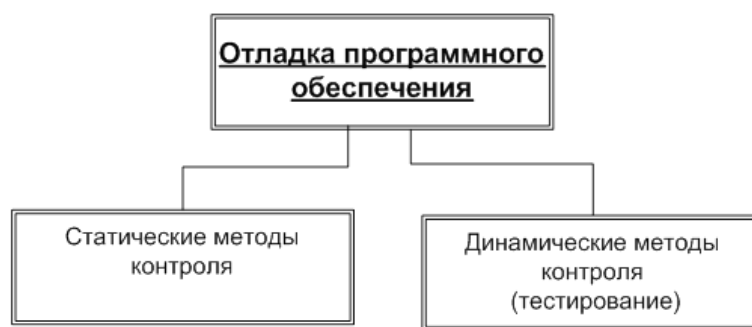 Отладка программного
обеспечения
Статические методы
контроля
Динамические методы
контроля
(тестирование)